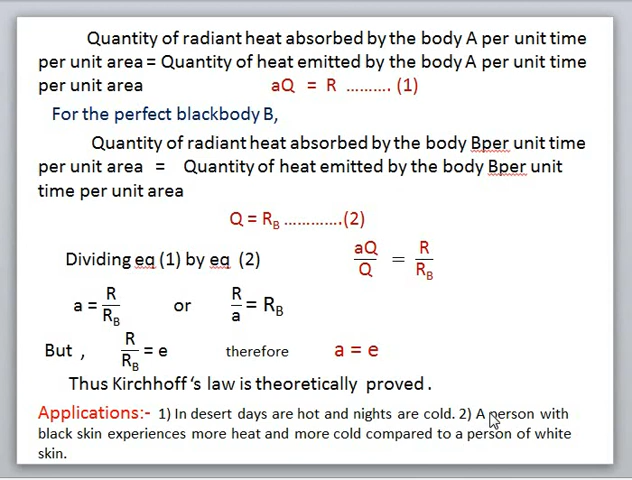 Quantity of radiant heat absorbed by the body A per unit time
per unit area = Quantity of heat emitted by the body A per unit time
per unit area aQ = R .......... (1)
For the perfect blackbody B,
Quantity of radiant heat absorbed by the body Bper unit time
per unit area = Quantity of heat emitted by the body Bper unit
time per unit area
Q = R_B .............(2)
Dividing eq (1) by eq (2) aQ/Q = R/R_B
a = R/R_B or R/a = R_B
But , R/R_B = e therefore a = e
Thus Kirchhoff's law is theoretically proved .
Applications:- 1) In desert days are hot and nights are cold. 2) A person with
black skin experiences more heat and more cold compared to a person of white
skin.